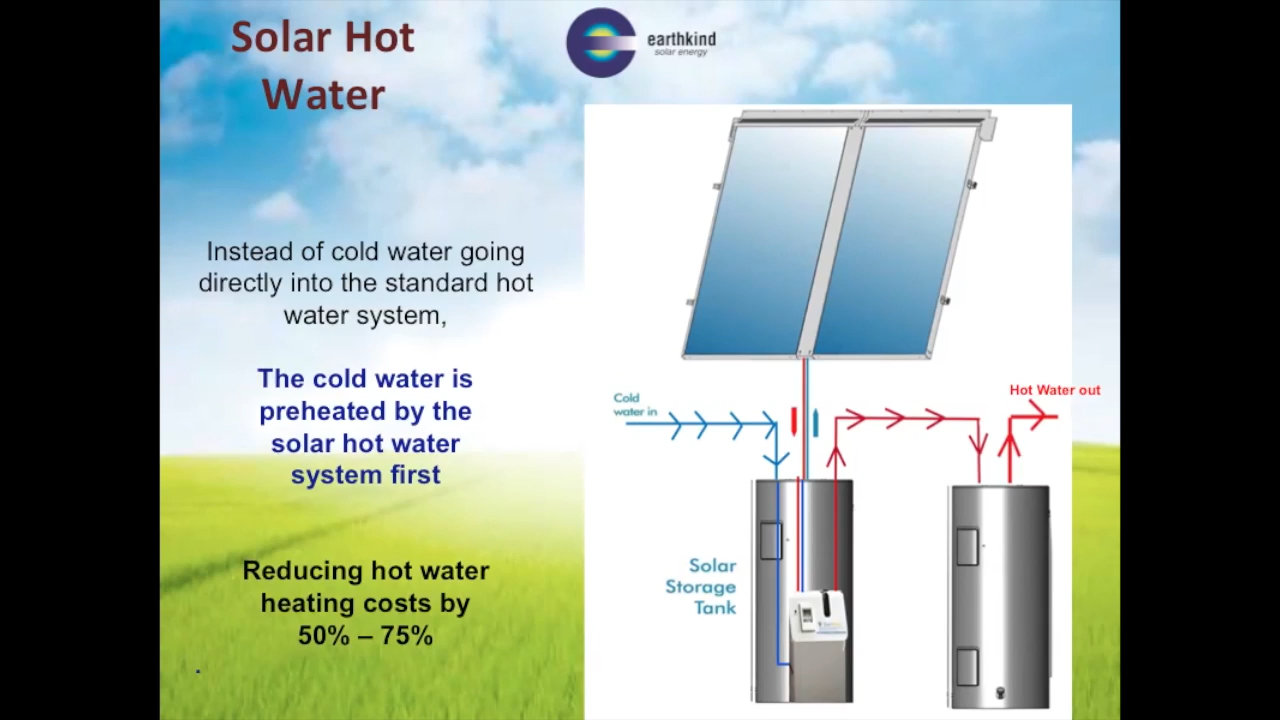 Solar Hot
Water
earthkind
solar energy
Instead of cold water going
directly into the standard hot
water system,
The cold water is
preheated by the
solar hot water
system first
Reducing hot water
heating costs by
50% – 75%
.
Cold
water in
Hot Water out
Solar
Storage
Tank